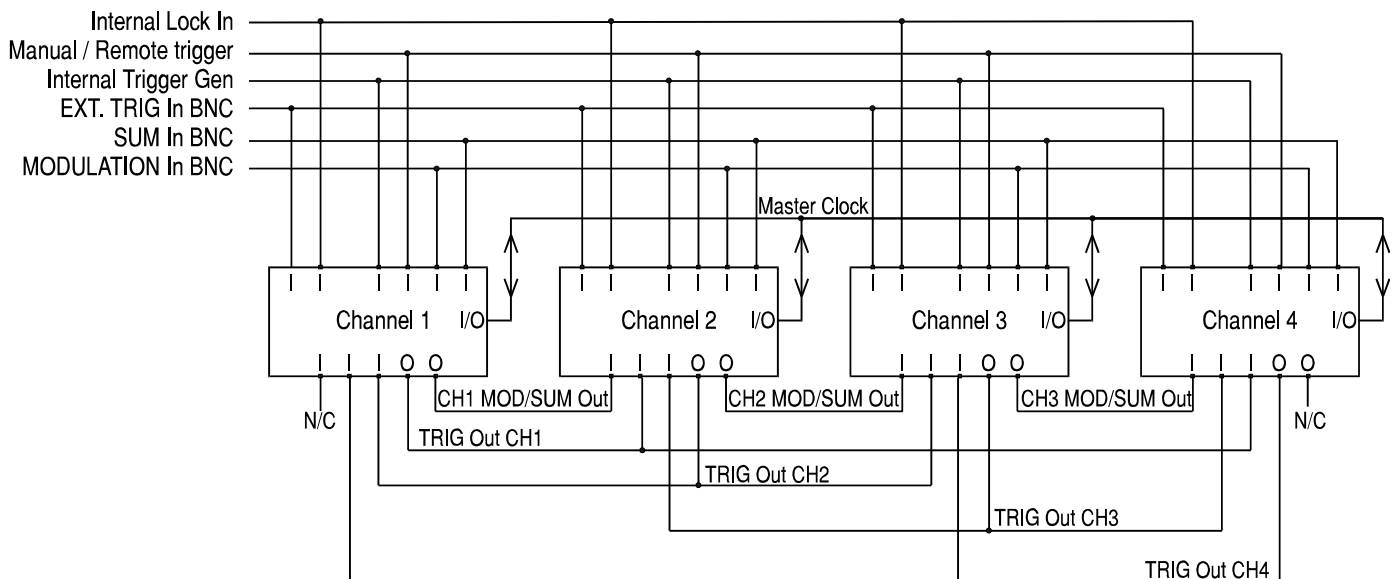 Internal Lock In
Manual / Remote trigger
Internal Trigger Gen
EXT. TRIG In BNC
SUM In BNC
MODULATION In BNC
Master Clock
I I I I I I
I I I I I I
I I I I I I
I I I I I I
Channel 1 I/O
Channel 2 I/O
Channel 3 I/O
Channel 4 I/O
I I I O O
I I I O O
I I I O O
I I I O O
CH1 MOD/SUM Out
CH2 MOD/SUM Out
CH3 MOD/SUM Out
N/C
N/C
TRIG Out CH1
TRIG Out CH2
TRIG Out CH3
TRIG Out CH4